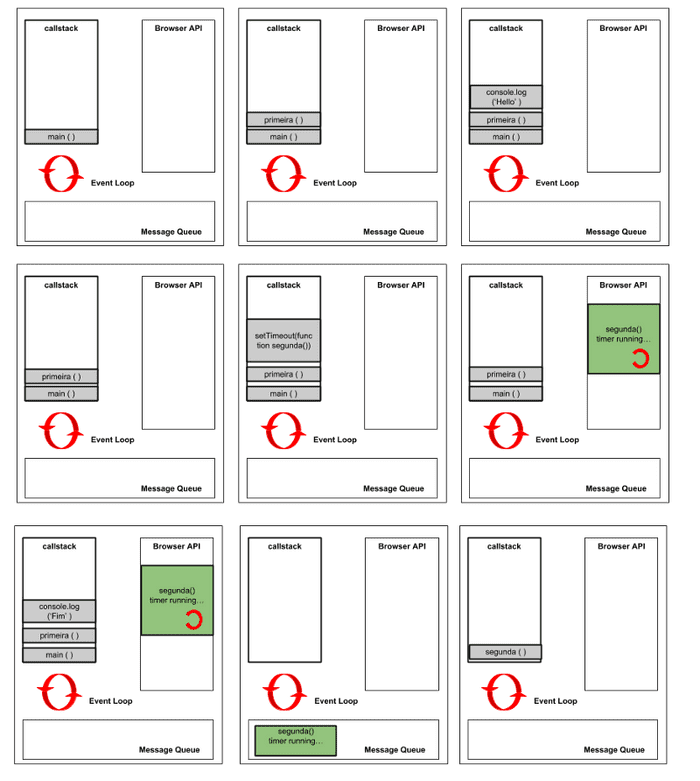 callstack
Browser API
main ( )
Event Loop
Message Queue
callstack
Browser API
primeira ( )
main ( )
Event Loop
Message Queue
callstack
Browser API
console.log
('Hello' )
primeira ( )
main ( )
Event Loop
Message Queue
callstack
Browser API
primeira ( )
main ( )
Event Loop
Message Queue
callstack
Browser API
setTimeout(func
tion segunda())
primeira ( )
main ( )
Event Loop
Message Queue
callstack
Browser API
segunda()
timer running...
primeira ( )
main ( )
Event Loop
Message Queue
callstack
Browser API
segunda()
timer running...
console.log
('Fim' )
primeira ( )
main ( )
Event Loop
Message Queue
callstack
Browser API
Event Loop
segunda()
timer running...
Message Queue
callstack
Browser API
segunda ( )
Event Loop
Message Queue